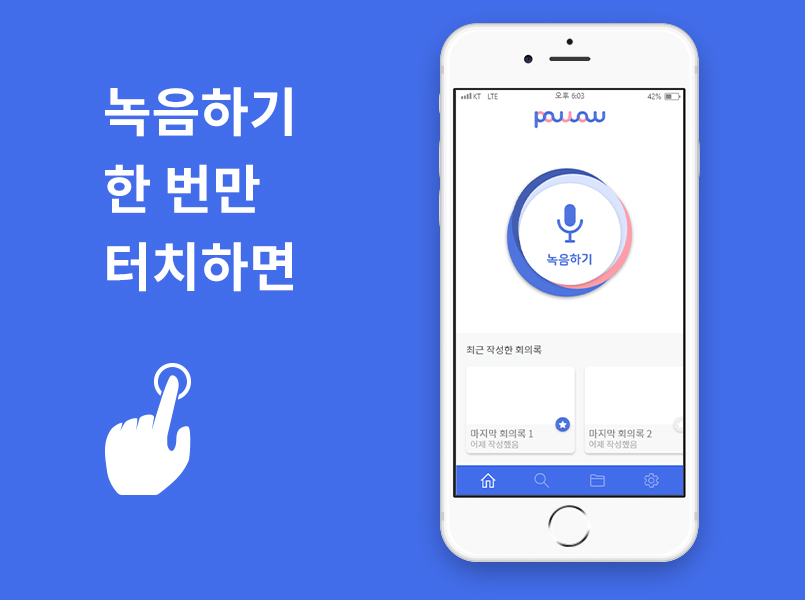 녹음하기
한 번만
터치하면
KT LTE 오후 6:03 42%
powwow
녹음하기
최근 작성한 회의록
마지막 회의록 1
어제 작성했음
마지막 회의록 2
어제 작성했음